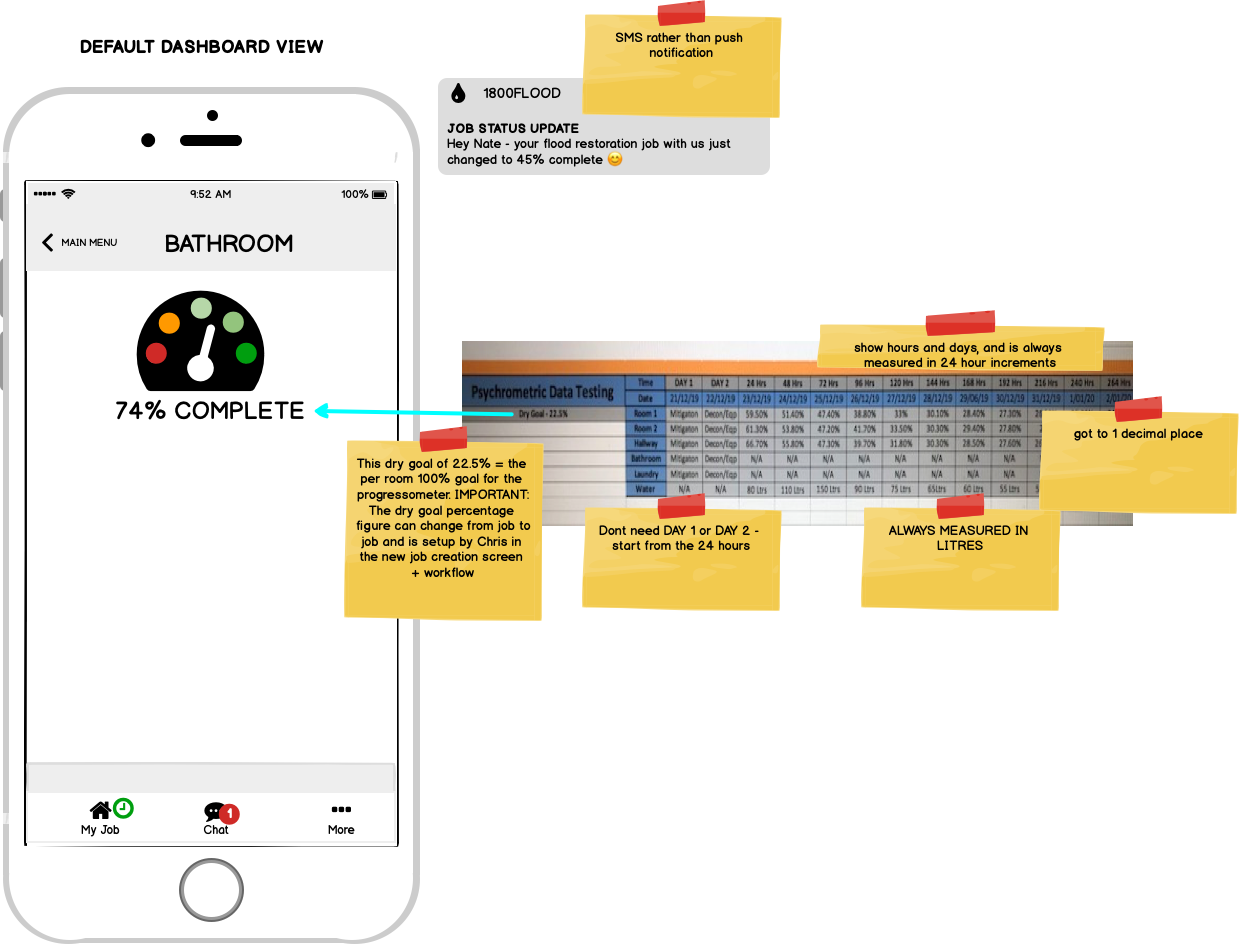 DEFAULT DASHBOARD VIEW
SMS rather than push
notification
1800FLOOD
JOB STATUS UPDATE
Hey Nate - your flood restoration job with us just
changed to 45% complete 😊
9:52 AM
100%
MAIN MENU
BATHROOM
74% COMPLETE
show hours and days, and is always
measured in 24 hour increments
Psychrometric Data Testing
Time DAY 1 DAY 2 24 Hrs 48 Hrs 72 Hrs 96 Hrs 120 Hrs 144 Hrs 168 Hrs 192 Hrs 216 Hrs 240 Hrs 264 Hrs
Date 21/12/19 22/12/19 23/12/19 24/12/19 25/12/19 26/12/19 27/12/19 28/12/19 29/06/19 30/12/19 31/12/19 1/01/20 2/01/20
Dry Goal - 22.5%
Room 1 Mitigaton Decon/Eqp 59.50% 51.40% 47.40% 38.80% 33% 30.10% 28.40% 27.30%
Room 2 Mitigaton Decon/Eqp 61.30% 53.80% 47.20% 41.70% 33.50% 30.30% 29.40% 27.80%
Hallway Mitigaton Decon/Eqp 66.70% 55.80% 47.30% 39.70% 31.80% 30.30% 28.50% 27.60%
Bathroom Mitigaton Decon/Eqp N/A N/A N/A N/A N/A N/A N/A N/A
Laundry Mitigaton Decon/Eqp N/A N/A N/A N/A N/A N/A N/A N/A
Water N/A N/A 80 Ltrs 110 Ltrs 150 Ltrs 90 Ltrs 75 Ltrs 65Ltrs 60 Ltrs 55 Ltrs
got to 1 decimal place
This dry goal of 22.5% = the
per room 100% goal for the
progressometer. IMPORTANT:
The dry goal percentage
figure can change from job to
job and is setup by Chris in
the new job creation screen
+ workflow
Dont need DAY 1 or DAY 2 -
start from the 24 hours
ALWAYS MEASURED IN
LITRES
1
My Job
Chat
More